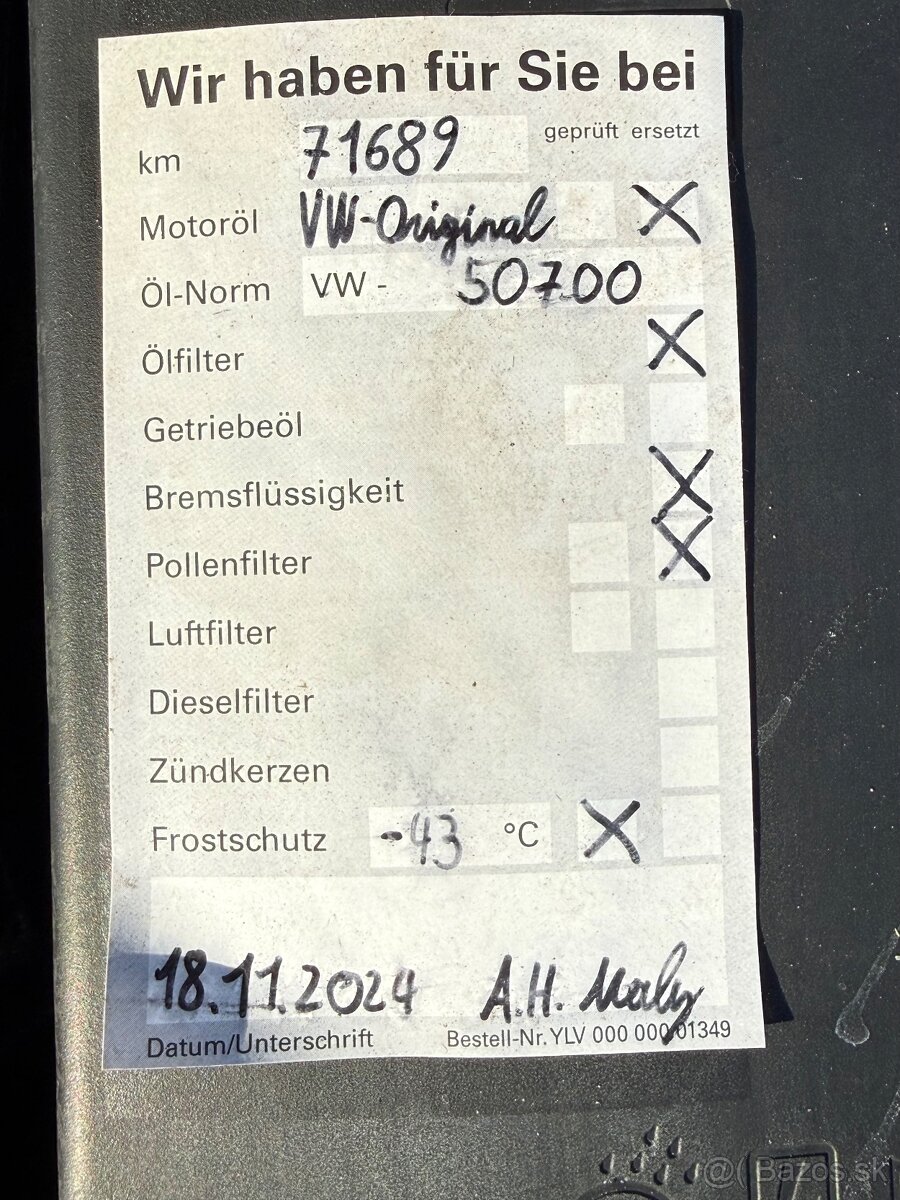 Wir haben für Sie bei
geprüft ersetzt
km 71689
Motoröl VW-Original X
Öl-Norm VW - 50700
Ölfilter X
Getriebeöl
Bremsflüssigkeit X
Pollenfilter X
Luftfilter
Dieselfilter
Zündkerzen
Frostschutz -43 °C X
18.11.2024 A.H. Maly
Datum/Unterschrift Bestell-Nr. YLV 000 000 01349
@( Bazos.sk